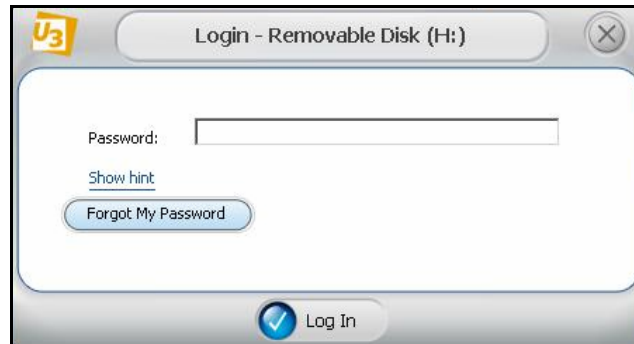 U3
Login - Removable Disk (H:)
Password:
Show hint
Forgot My Password
Log In